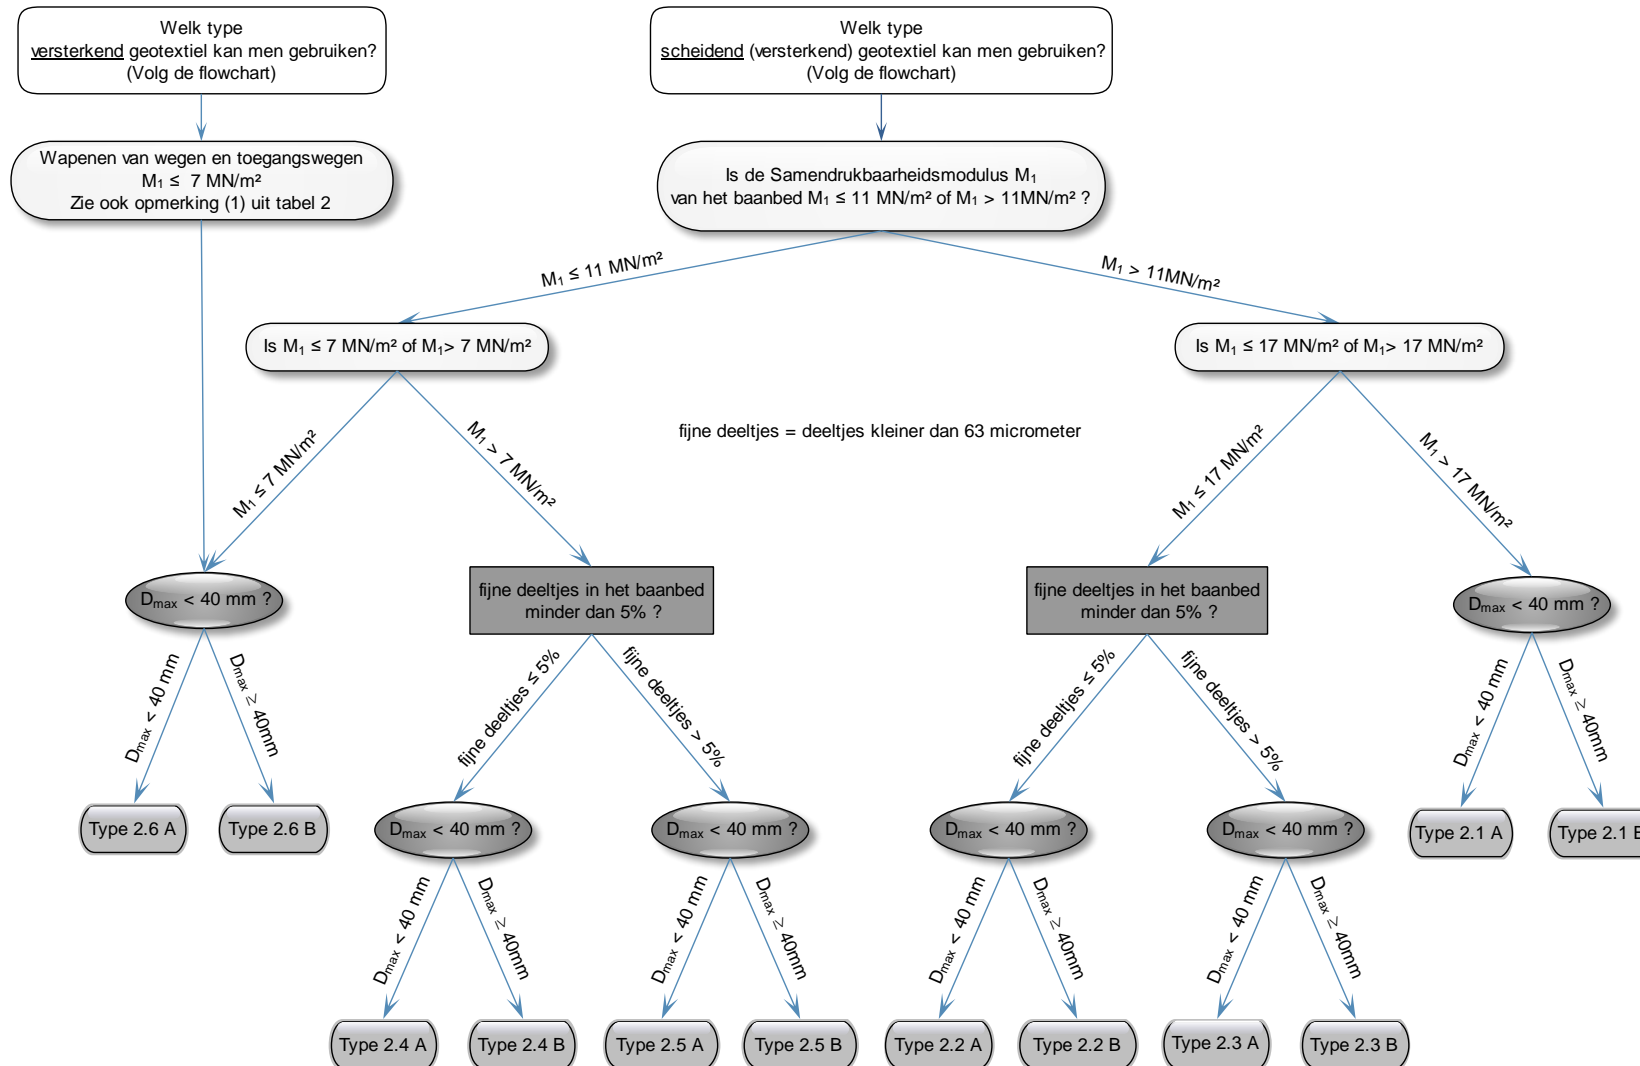 Welk type
versterkend geotextiel kan men gebruiken?
(Volg de flowchart)
Welk type
scheidend (versterkend) geotextiel kan men gebruiken?
(Volg de flowchart)
Wapenen van wegen en toegangswegen
M₁ ≤ 7 MN/m²
Zie ook opmerking (1) uit tabel 2
Is de Samendrukbaarheidsmodulus M₁
van het baanbed M₁ ≤ 11 MN/m² of M₁ > 11MN/m² ?
M₁ ≤ 11 MN/m²
M₁ > 11MN/m²
Is M₁ ≤ 7 MN/m² of M₁> 7 MN/m²
Is M₁ ≤ 17 MN/m² of M₁> 17 MN/m²
fijne deeltjes = deeltjes kleiner dan 63 micrometer
M₁ ≤ 7 MN/m²
M₁ > 7 MN/m²
M₁ ≤ 17 MN/m²
M₁ > 17 MN/m²
Dmax < 40 mm ?
fijne deeltjes in het baanbed
minder dan 5% ?
fijne deeltjes in het baanbed
minder dan 5% ?
Dmax < 40 mm ?
Dmax < 40 mm
Dmax ≥ 40mm
fijne deeltjes ≤ 5%
fijne deeltjes > 5%
fijne deeltjes ≤ 5%
fijne deeltjes > 5%
Dmax < 40 mm
Dmax ≥ 40mm
Type 2.6 A
Type 2.6 B
Dmax < 40 mm ?
Dmax < 40 mm ?
Dmax < 40 mm ?
Dmax < 40 mm ?
Type 2.1 A
Type 2.1 B
Dmax < 40 mm
Dmax ≥ 40mm
Dmax < 40 mm
Dmax ≥ 40mm
Dmax < 40 mm
Dmax ≥ 40mm
Dmax < 40 mm
Dmax ≥ 40mm
Type 2.4 A
Type 2.4 B
Type 2.5 A
Type 2.5 B
Type 2.2 A
Type 2.2 B
Type 2.3 A
Type 2.3 B